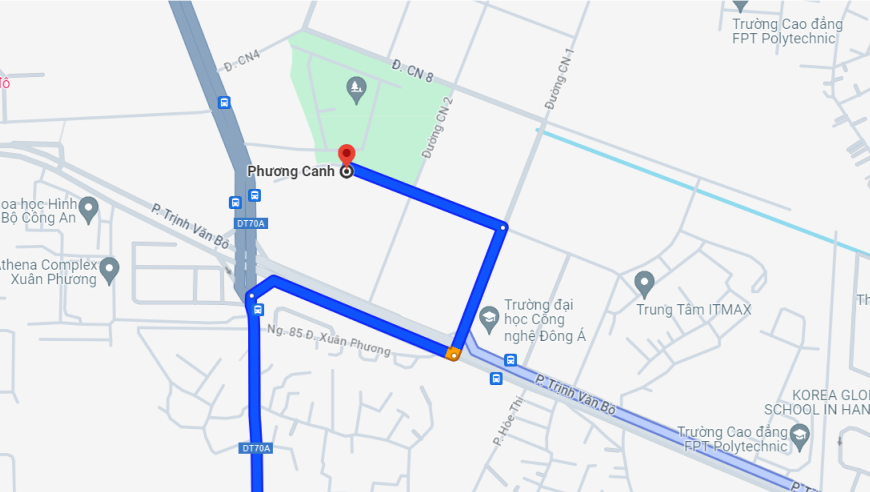 Trường Cao đẳng
FPT Polytechnic
Đ. CN4
Đ. CN 8
Đường CN-1
Đường CN 2
Phương Canh
oa học Hình
Bộ Công An
P. Trịnh Văn Bô
DT70A
Athena Complex
Xuân Phương
Trung Tâm ITMAX
Th
Trường đại
học Công
nghệ Đông Á
Ng. 85 Đ. Xuân Phương
P. Trịnh Văn Bô
P. Hòe Thị
KOREA GLO
SCHOOL IN HAN
Trường Cao đẳng
FPT Polytechnic
DT70A
P. T